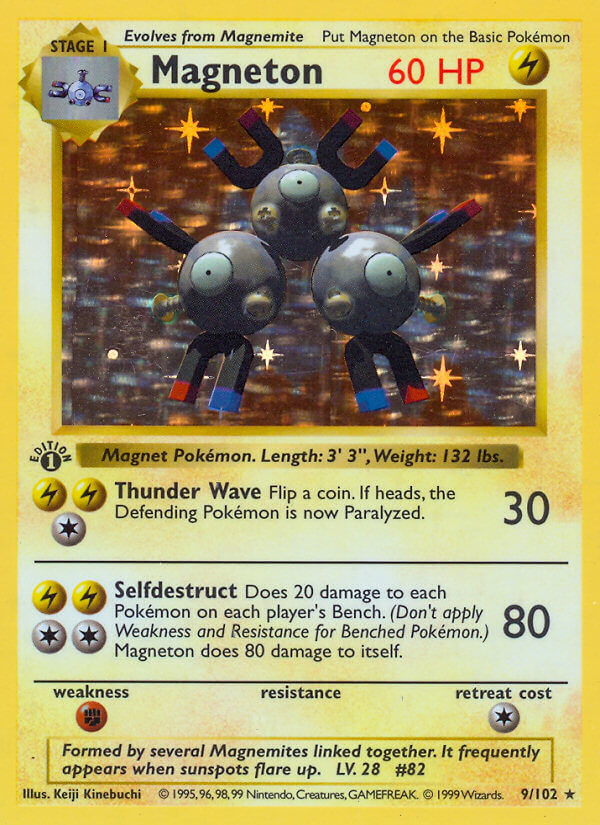 STAGE 1
Evolves from Magnemite Put Magneton on the Basic Pokémon
Magneton 60 HP
EDITION
1
Magnet Pokémon. Length: 3' 3", Weight: 132 lbs.
Thunder Wave Flip a coin. If heads, the
Defending Pokémon is now Paralyzed.
30
Selfdestruct Does 20 damage to each
Pokémon on each player's Bench. (Don't apply
Weakness and Resistance for Benched Pokémon.)
Magneton does 80 damage to itself.
80
weakness resistance retreat cost
Formed by several Magnemites linked together. It frequently
appears when sunspots flare up. LV. 28 #82
Illus. Keiji Kinebuchi © 1995, 96, 98, 99 Nintendo, Creatures, GAMEFREAK. © 1999 Wizards. 9/102 ★